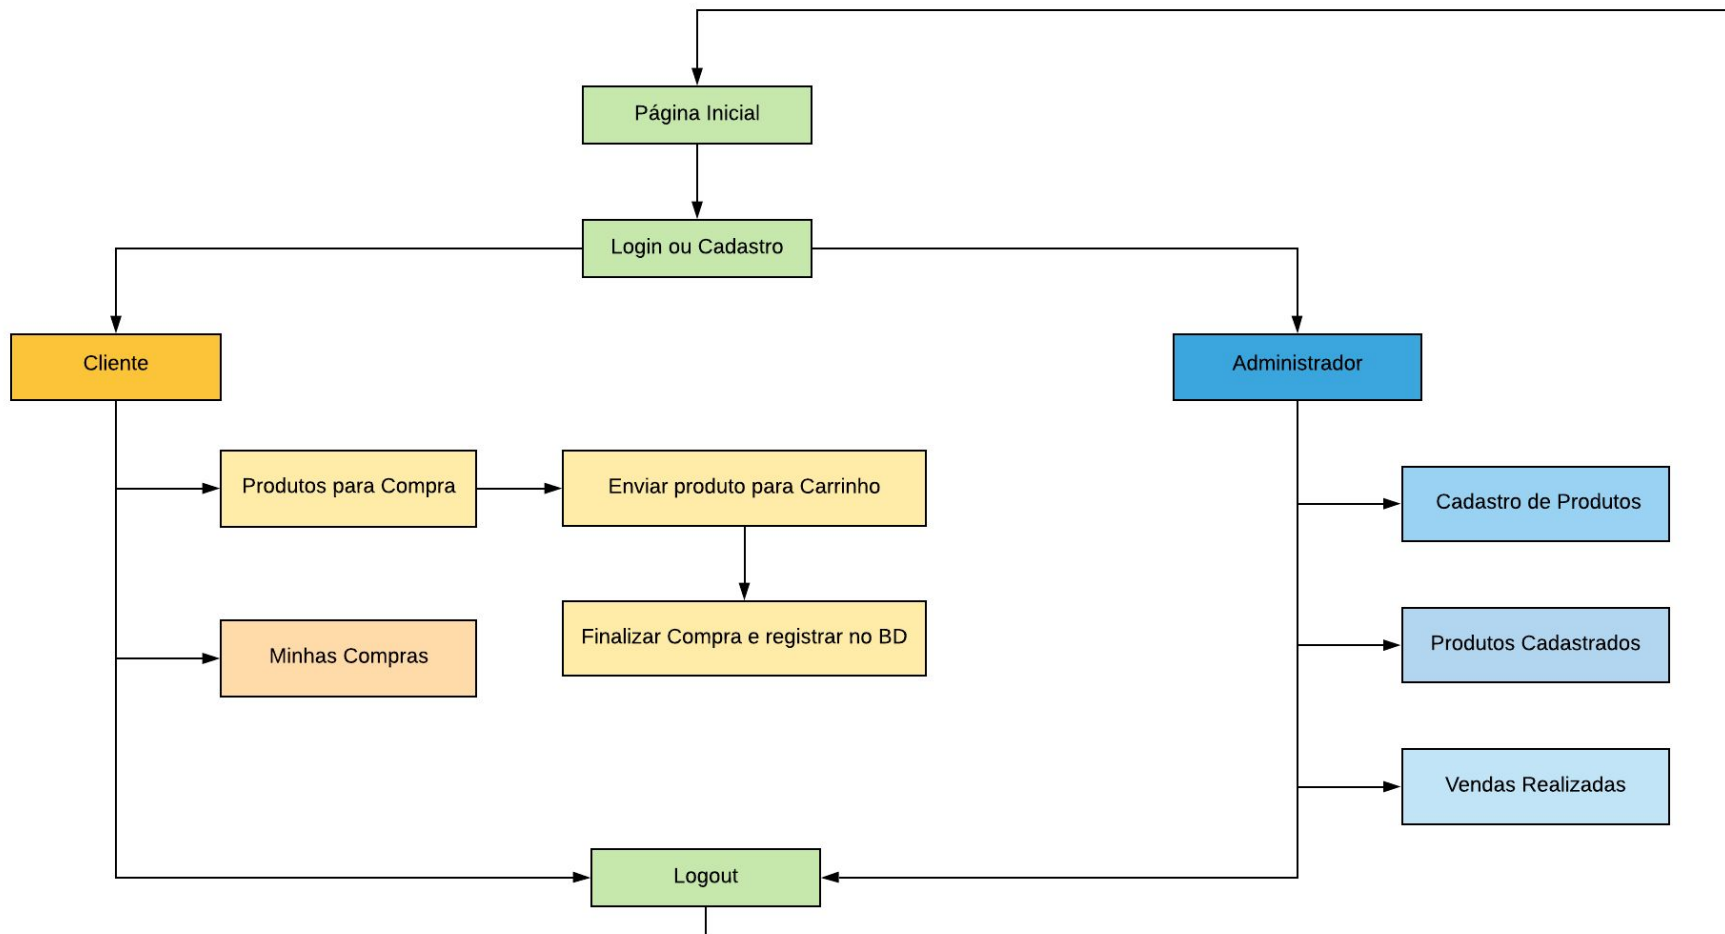 Página Inicial
Login ou Cadastro
Cliente
Administrador
Produtos para Compra
Enviar produto para Carrinho
Cadastro de Produtos
Finalizar Compra e registrar no BD
Produtos Cadastrados
Minhas Compras
Vendas Realizadas
Logout